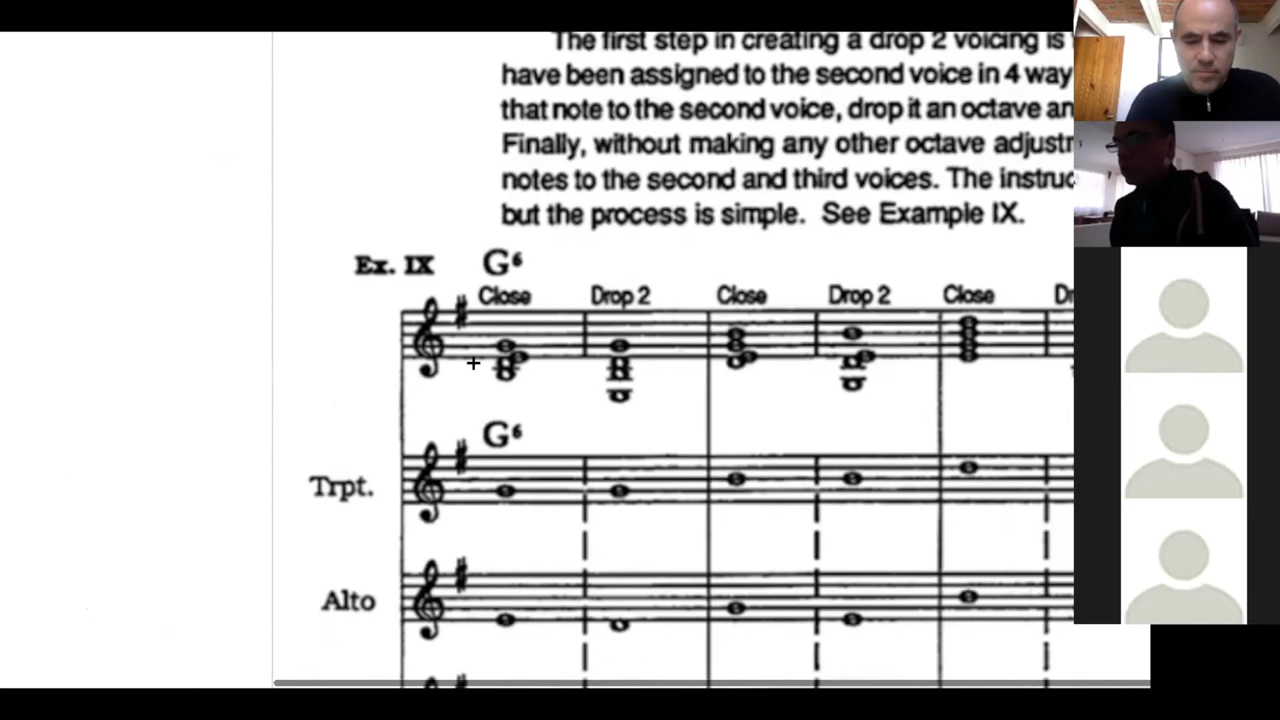 The first step in creating a drop 2 voicing is
have been assigned to the second voice in 4 way
that note to the second voice, drop it an octave an
Finally, without making any other octave adjustr
notes to the second and third voices. The instruc
but the process is simple. See Example IX.
Ex. IX G6
Close Drop 2 Close Drop 2 Close
G6
Trpt.
Alto